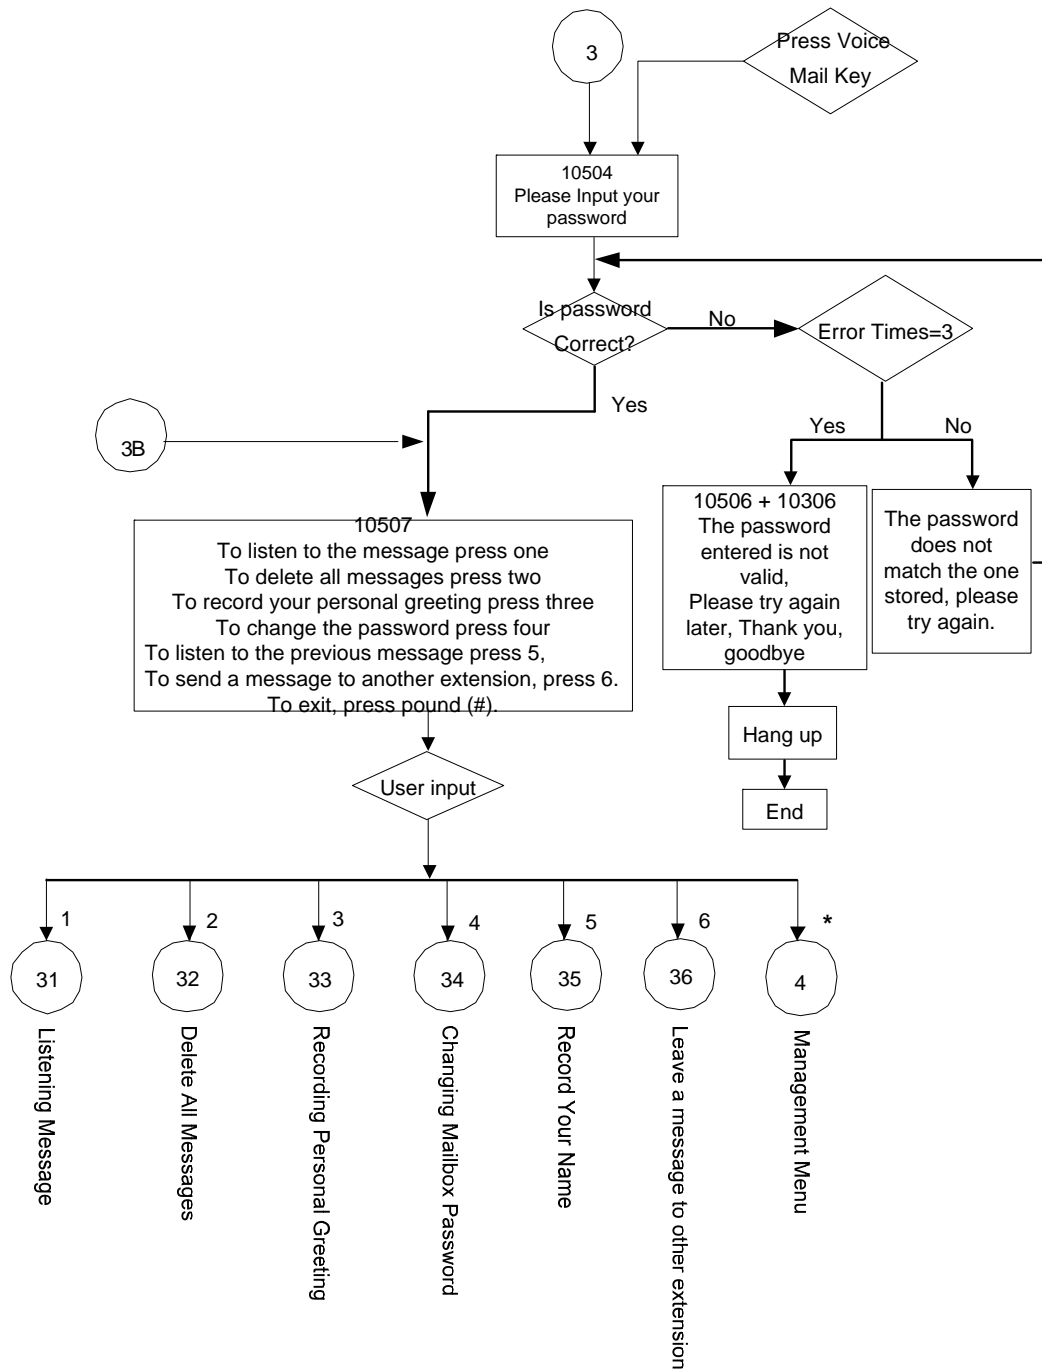 3
Press Voice
Mail Key
10504
Please Input your
password
Is password
Correct?
No
Error Times=3
Yes
3B
Yes
No
10507
To listen to the message press one
To delete all messages press two
To record your personal greeting press three
To change the password press four
To listen to the previous message press 5,
To send a message to another extension, press 6.
To exit, press pound (#).
10506 + 10306
The password
entered is not
valid,
Please try again
later, Thank you,
goodbye
The password
does not
match the one
stored, please
try again.
Hang up
User input
End
1
2
3
4
5
6
*
31
32
33
34
35
36
4
Listening Message
Delete All Messages
Recording Personal Greeting
Changing Mailbox Password
Record Your Name
Leave a message to other extension
Management Menu